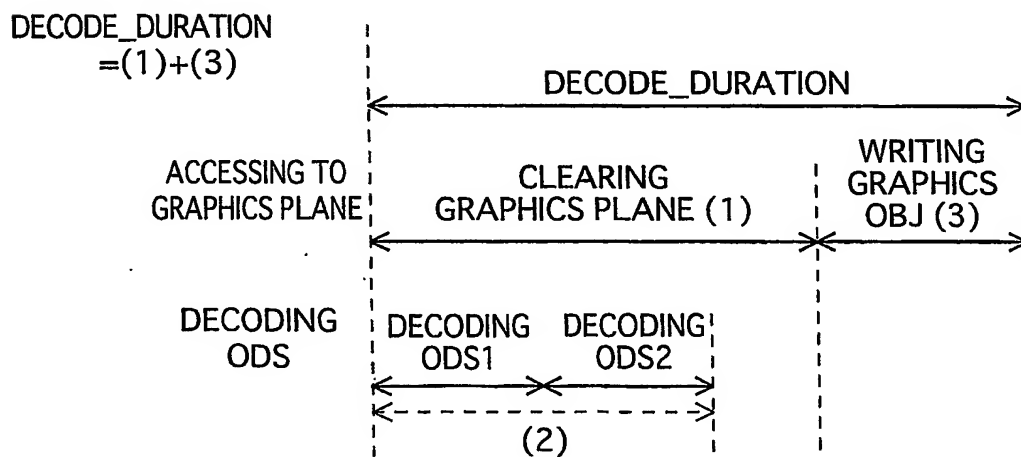 DECODE_DURATION
=(1)+(3)
DECODE_DURATION
ACCESSING TO
GRAPHICS PLANE
CLEARING
GRAPHICS PLANE (1)
WRITING
GRAPHICS
OBJ (3)
DECODING
ODS
DECODING
ODS1
DECODING
ODS2
(2)